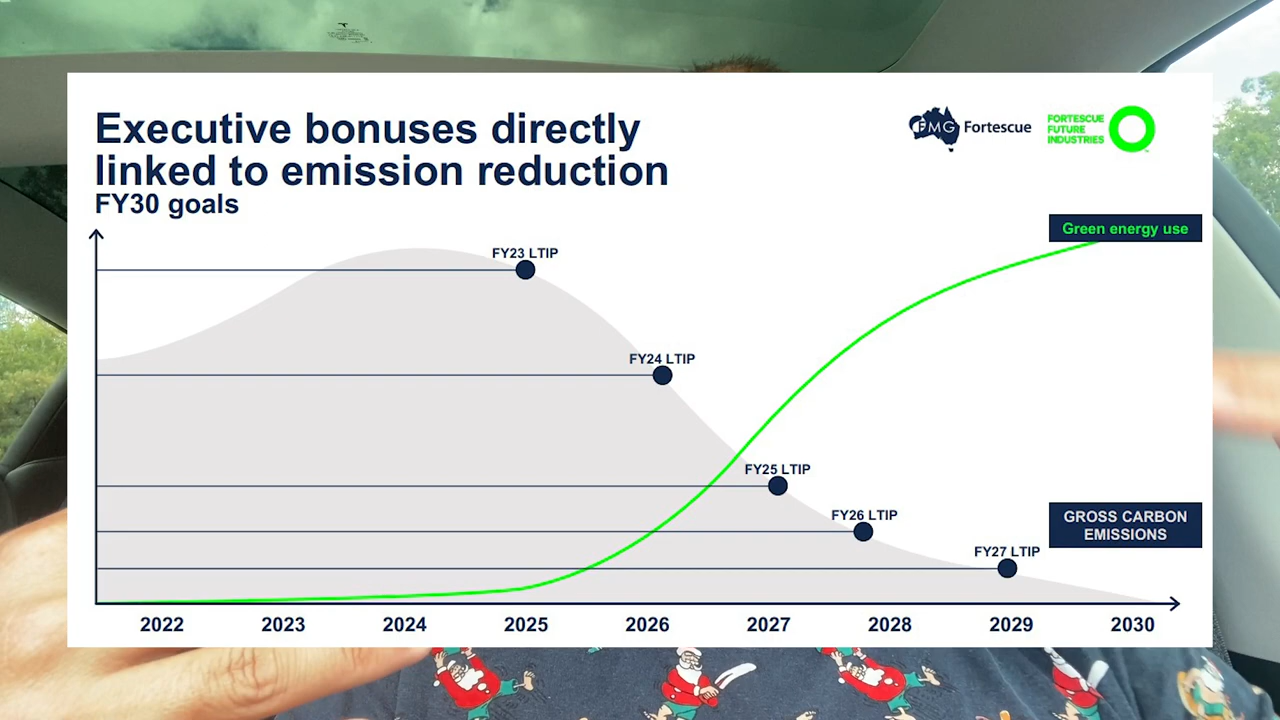 Executive bonuses directly
linked to emission reduction
FY30 goals
FMG Fortescue
FORTESCUE
FUTURE
INDUSTRIES
Green energy use
FY23 LTIP
FY24 LTIP
FY25 LTIP
FY26 LTIP
GROSS CARBON
EMISSIONS
FY27 LTIP
2022 2023 2024 2025 2026 2027 2028 2029 2030